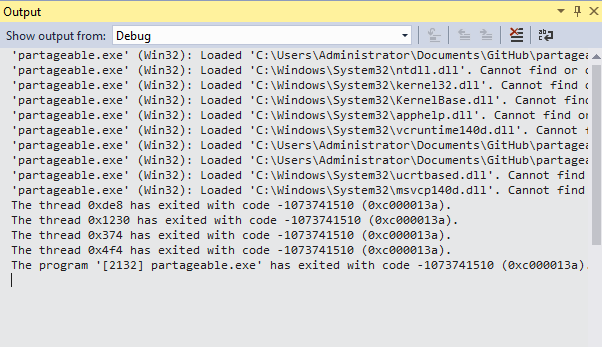 Output
Show output from: Debug
'partageable.exe' (Win32): Loaded 'C:\Users\Administrator\Documents\GitHub\partagea
'partageable.exe' (Win32): Loaded 'C:\Windows\System32\ntdll.dll'. Cannot find or o
'partageable.exe' (Win32): Loaded 'C:\Windows\System32\kernel32.dll'. Cannot find o
'partageable.exe' (Win32): Loaded 'C:\Windows\System32\KernelBase.dll'. Cannot find
'partageable.exe' (Win32): Loaded 'C:\Windows\System32\apphelp.dll'. Cannot find or
'partageable.exe' (Win32): Loaded 'C:\Windows\System32\vcruntime140d.dll'. Cannot f
'partageable.exe' (Win32): Loaded 'C:\Users\Administrator\Documents\GitHub\partagea
'partageable.exe' (Win32): Loaded 'C:\Users\Administrator\Documents\GitHub\partagea
'partageable.exe' (Win32): Loaded 'C:\Windows\System32\ucrtbased.dll'. Cannot find
'partageable.exe' (Win32): Loaded 'C:\Windows\System32\msvcp140d.dll'. Cannot find
The thread 0xde8 has exited with code -1073741510 (0xc000013a).
The thread 0x1230 has exited with code -1073741510 (0xc000013a).
The thread 0x374 has exited with code -1073741510 (0xc000013a).
The thread 0x4f4 has exited with code -1073741510 (0xc000013a).
The program '[2132] partageable.exe' has exited with code -1073741510 (0xc000013a).